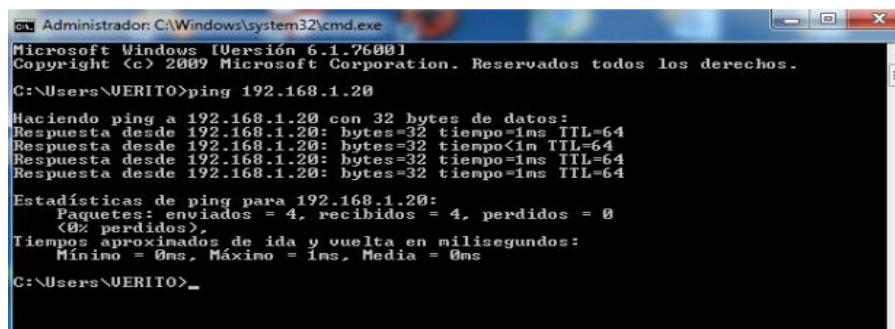 Administrador: C:\Windows\system32\cmd.exe
Microsoft Windows [Versión 6.1.7600]
Copyright (c) 2009 Microsoft Corporation. Reservados todos los derechos.
C:\Users\VERITO>ping 192.168.1.20
Haciendo ping a 192.168.1.20 con 32 bytes de datos:
Respuesta desde 192.168.1.20: bytes=32 tiempo=1ms TTL=64
Respuesta desde 192.168.1.20: bytes=32 tiempo<1m TTL=64
Respuesta desde 192.168.1.20: bytes=32 tiempo=1ms TTL=64
Respuesta desde 192.168.1.20: bytes=32 tiempo=1ms TTL=64
Estadísticas de ping para 192.168.1.20:
Paquetes: enviados = 4, recibidos = 4, perdidos = 0
(0% perdidos),
Tiempos aproximados de ida y vuelta en milisegundos:
Mínimo = 0ms, Máximo = 1ms, Media = 0ms
C:\Users\VERITO>_